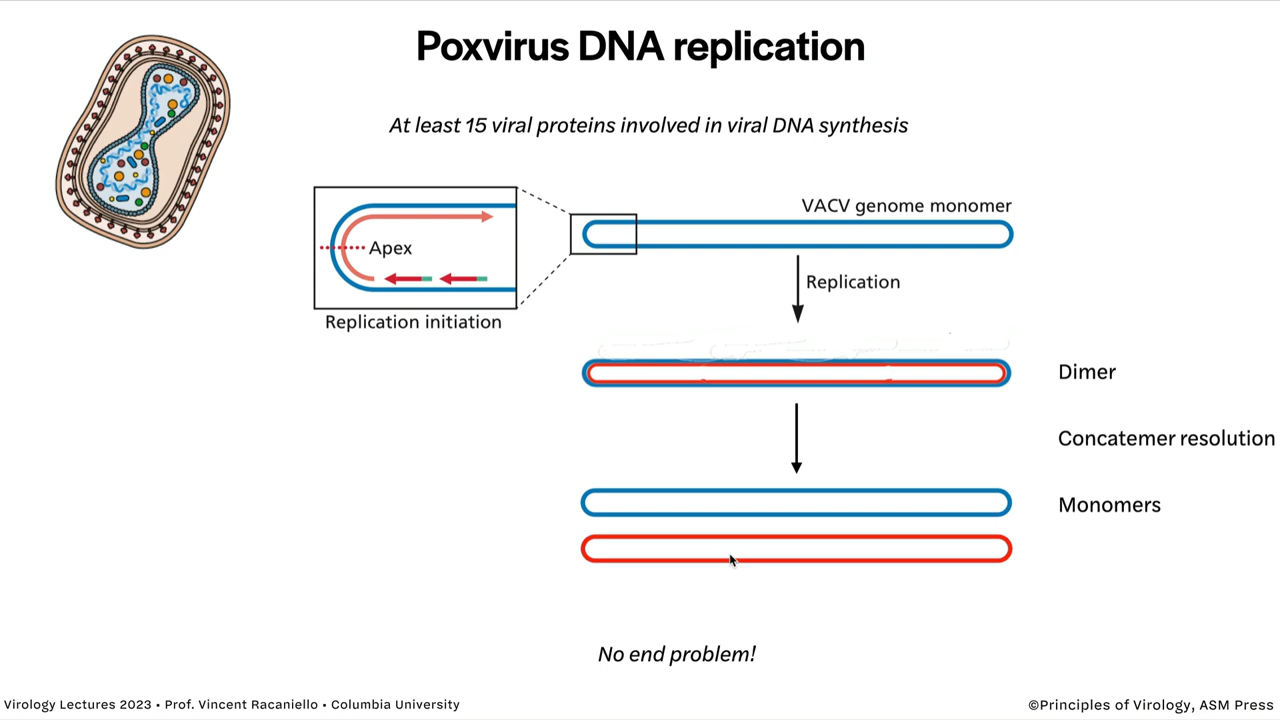 Poxvirus DNA replication
At least 15 viral proteins involved in viral DNA synthesis
VACV genome monomer
Apex
Replication
Replication initiation
Dimer
Concatemer resolution
Monomers
No end problem!
Virology Lectures 2023 • Prof. Vincent Racaniello • Columbia University
©Principles of Virology, ASM Press